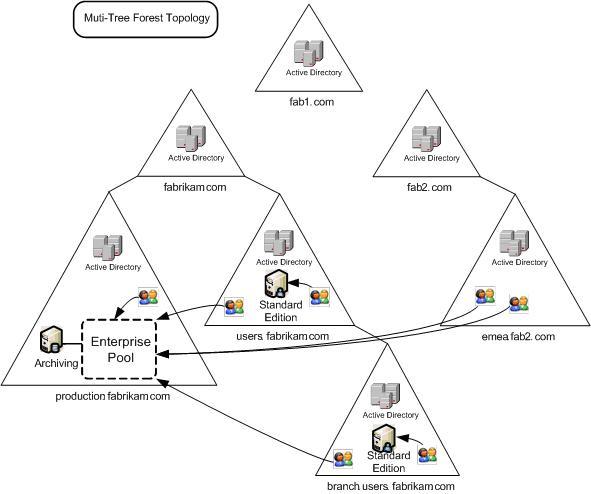 Muti-Tree Forest Topology
Active Directory
fab1. com
Active Directory
fabrikam com
Active Directory
fab2. com
Active Directory
Archiving
Enterprise
Pool
production fabrikam com
Active Directory
Standard
Edition
users. fabrikam com
Active Directory
emea fab2. com
Active Directory
Standard
Edition
branch. users. fabrikam com